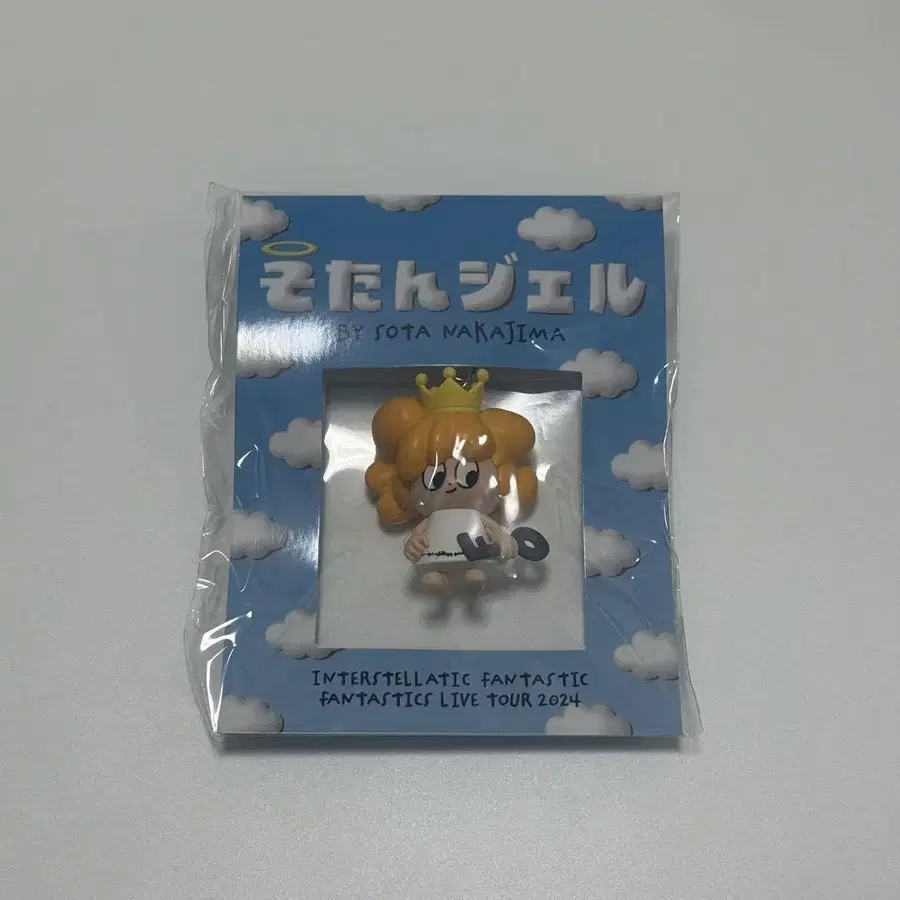 そたんジェル
BY SOTA NAKAJIMA
INTERSTELLATIC FANTASTIC
FANTASTICS LIVE TOUR 2024